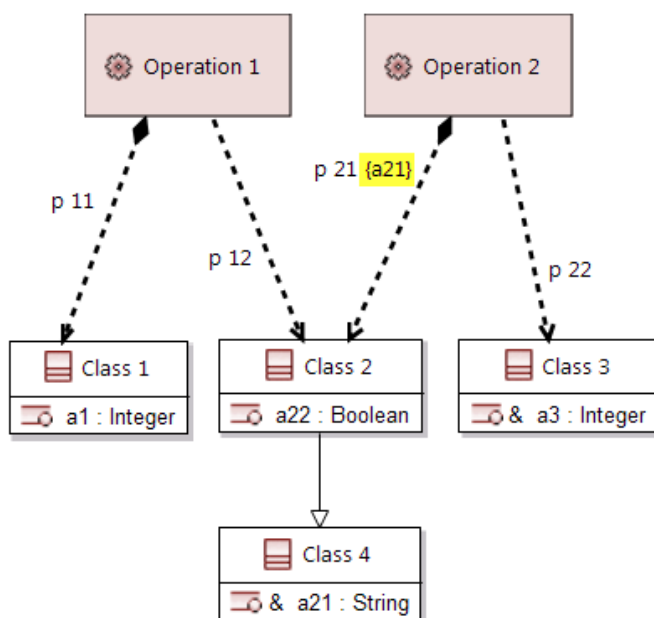 Operation 1
Operation 2
p 11
p 12
p 21 {a21}
p 22
Class 1
a1 : Integer
Class 2
a22 : Boolean
Class 3
& a3 : Integer
Class 4
& a21 : String